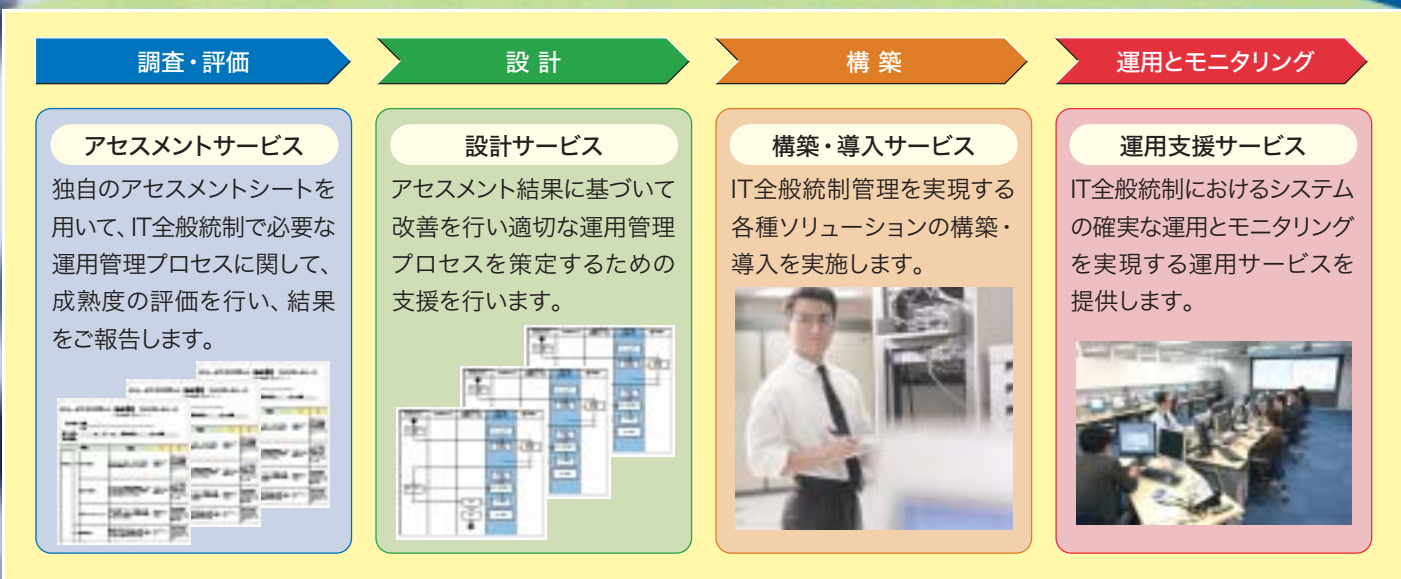 調査・評価
設 計
構 築
運用とモニタリング
アセスメントサービス
独自のアセスメントシートを
用いて、IT全般統制で必要な
運用管理プロセスに関して、
成熟度の評価を行い、結果
をご報告します。
設計サービス
アセスメント結果に基づいて
改善を行い適切な運用管理
プロセスを策定するための
支援を行います。
構築・導入サービス
IT全般統制管理を実現する
各種ソリューションの構築・
導入を実施します。
運用支援サービス
IT全般統制におけるシステム
の確実な運用とモニタリング
を実現する運用サービスを
提供します。